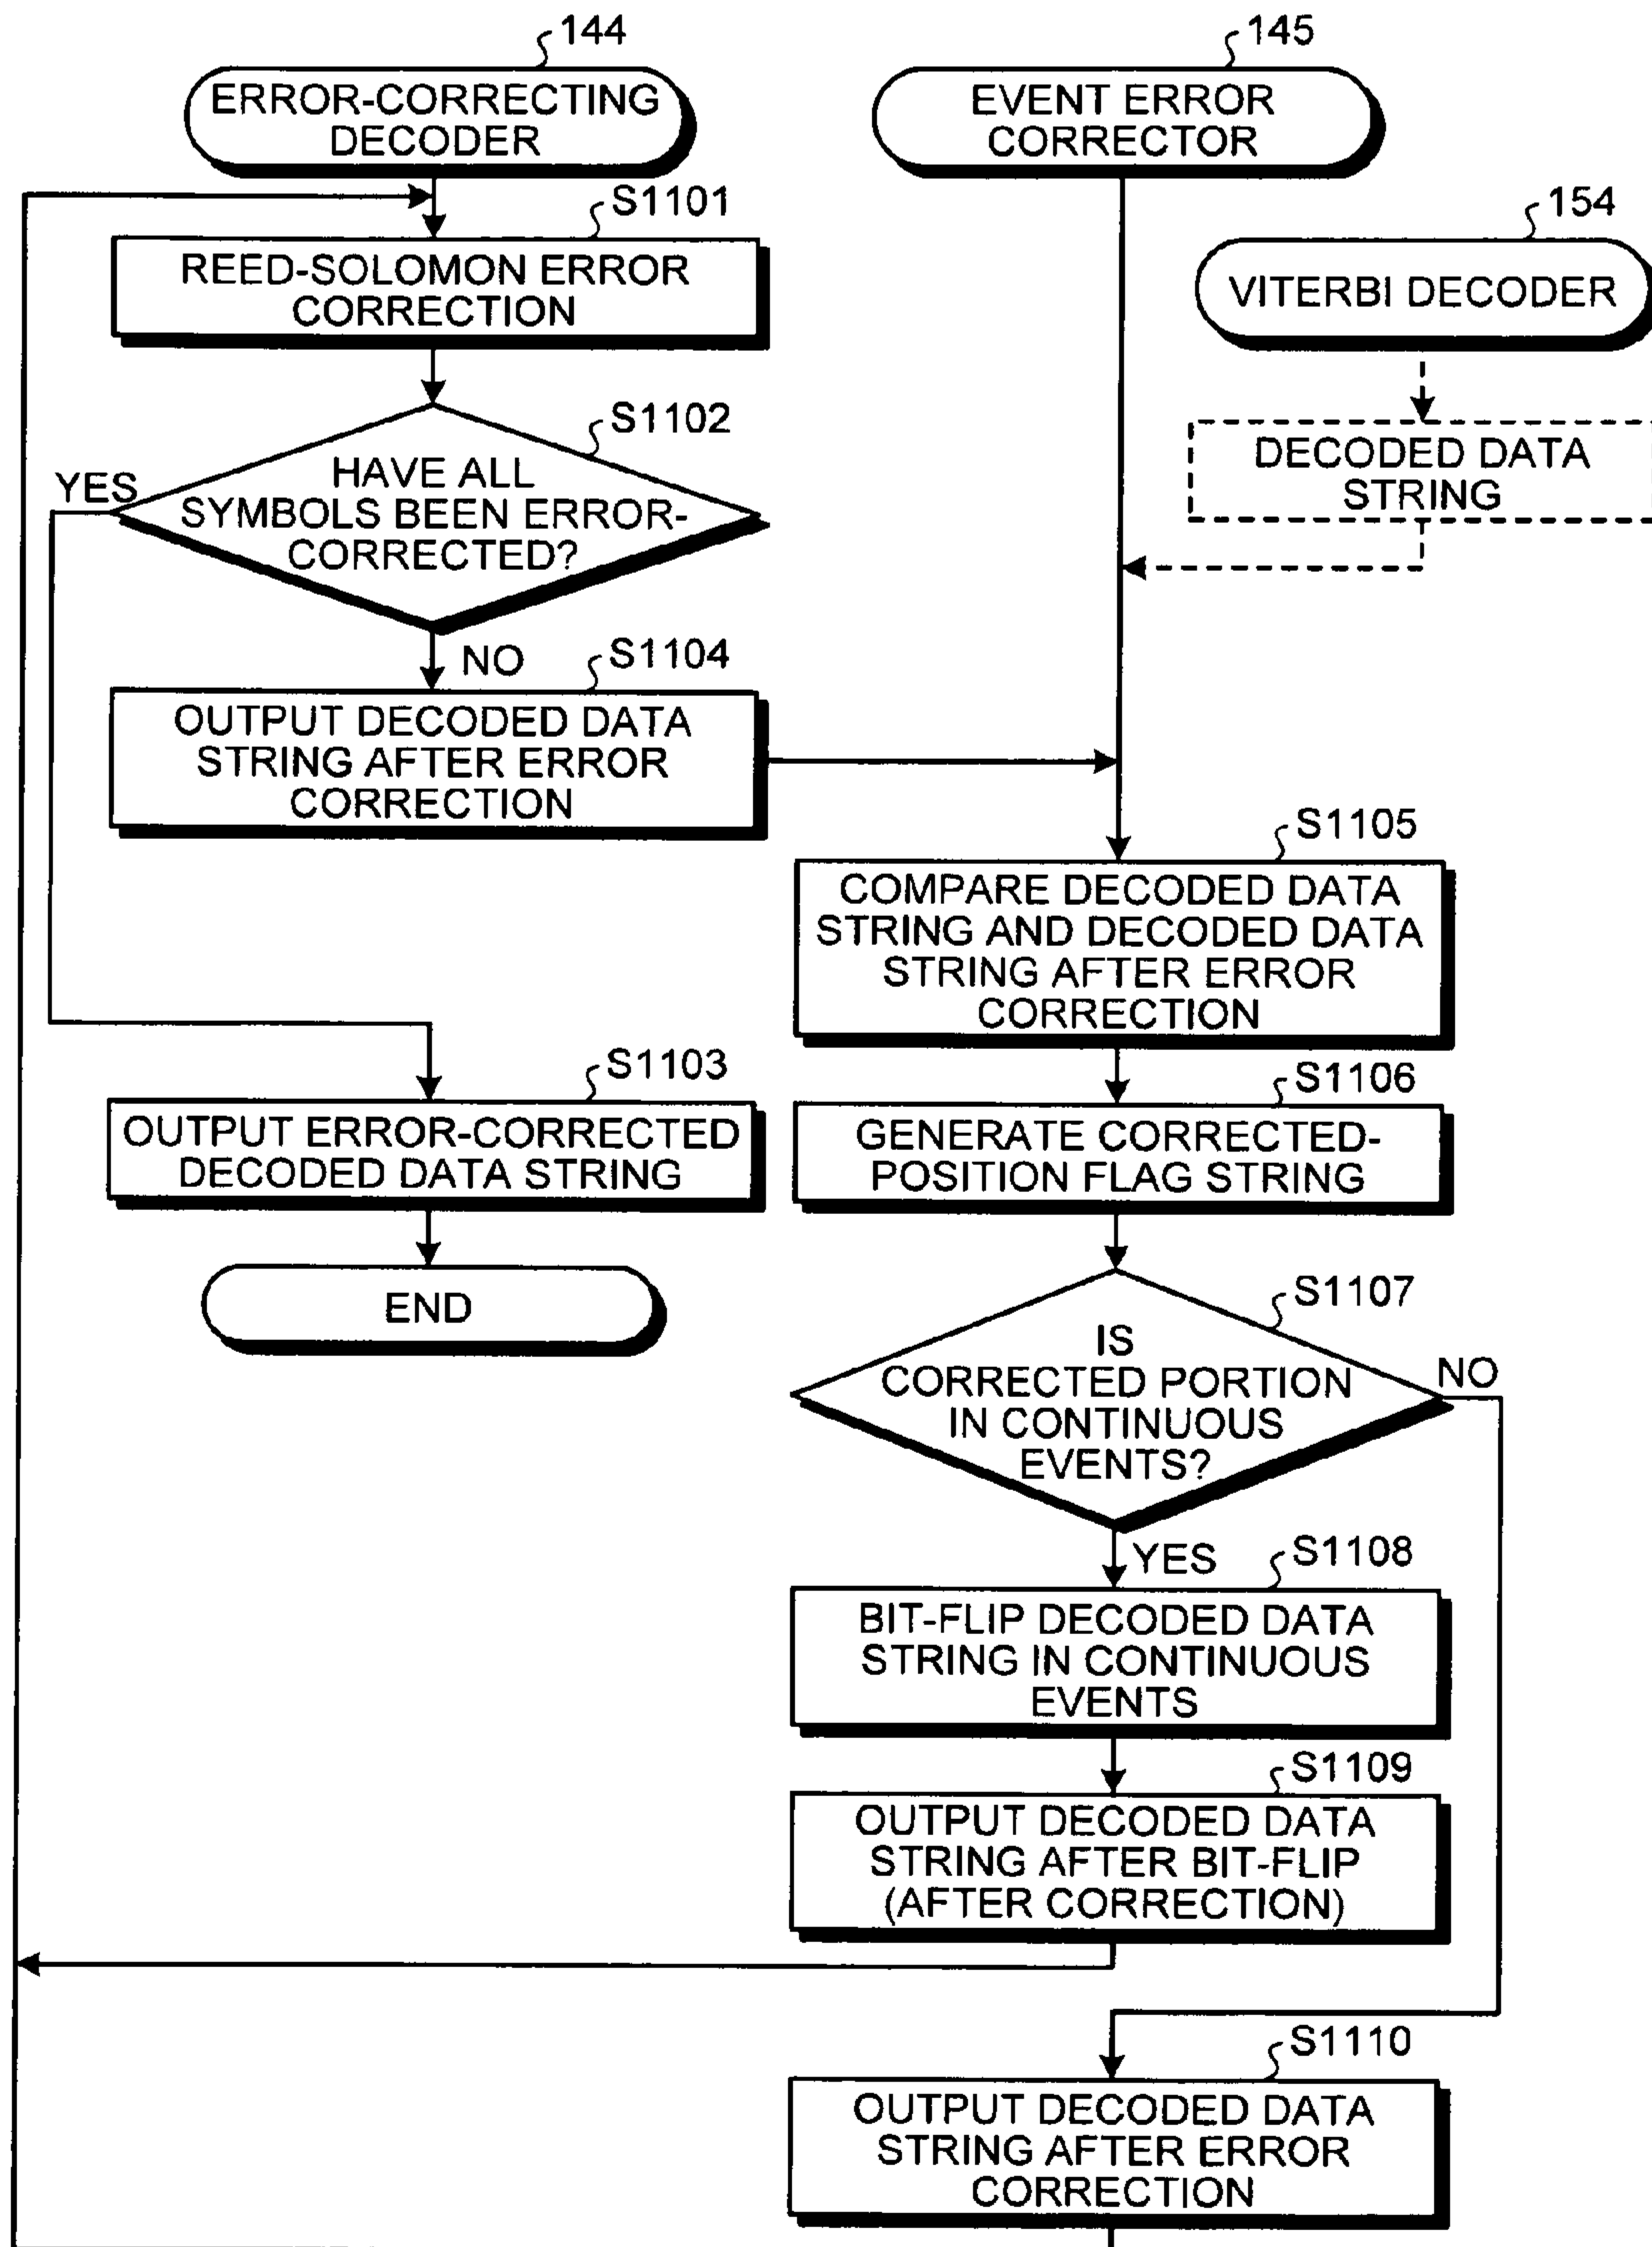 144
ERROR-CORRECTING
DECODER
145
EVENT ERROR
CORRECTOR
154
VITERBI DECODER
DECODED DATA
STRING
S1101
REED-SOLOMON ERROR
CORRECTION
S1102
HAVE ALL
SYMBOLS BEEN ERROR-
CORRECTED?
YES
NO
S1104
OUTPUT DECODED DATA
STRING AFTER ERROR
CORRECTION
S1103
OUTPUT ERROR-CORRECTED
DECODED DATA STRING
END
S1105
COMPARE DECODED DATA
STRING AND DECODED DATA
STRING AFTER ERROR
CORRECTION
S1106
GENERATE CORRECTED-
POSITION FLAG STRING
S1107
IS
CORRECTED PORTION
IN CONTINUOUS
EVENTS?
NO
YES
S1108
BIT-FLIP DECODED DATA
STRING IN CONTINUOUS
EVENTS
S1109
OUTPUT DECODED DATA
STRING AFTER BIT-FLIP
(AFTER CORRECTION)
S1110
OUTPUT DECODED DATA
STRING AFTER ERROR
CORRECTION